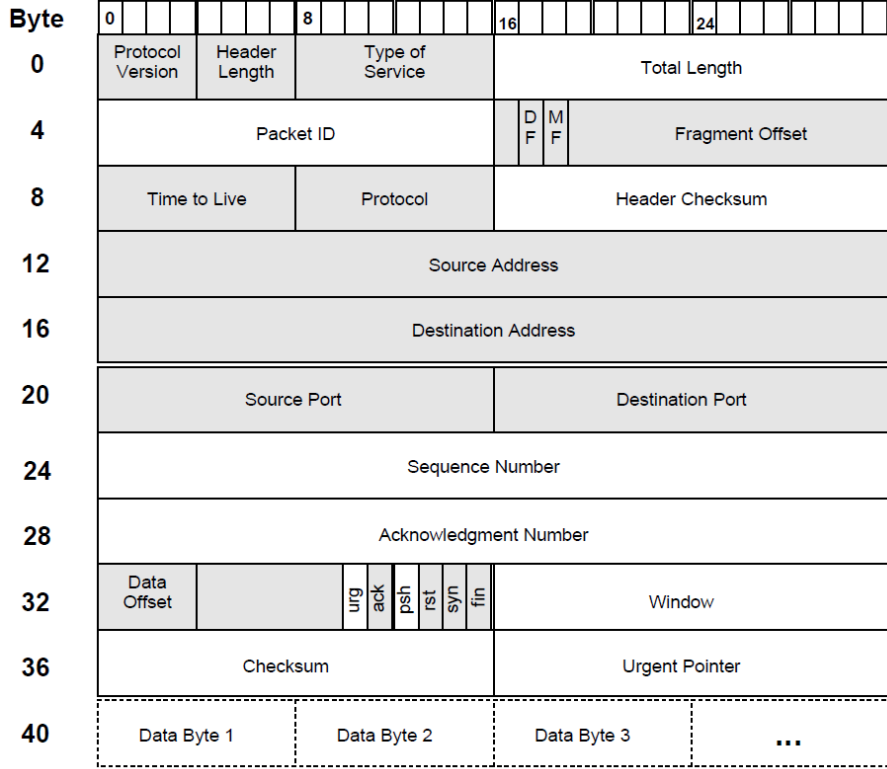 Byte 0 8 16 24
0 Protocol Version Header Length Type of Service Total Length
4 Packet ID D F M F Fragment Offset
8 Time to Live Protocol Header Checksum
12 Source Address
16 Destination Address
20 Source Port Destination Port
24 Sequence Number
28 Acknowledgment Number
32 Data Offset urg ack psh rst syn fin Window
36 Checksum Urgent Pointer
40 Data Byte 1 Data Byte 2 Data Byte 3 ...